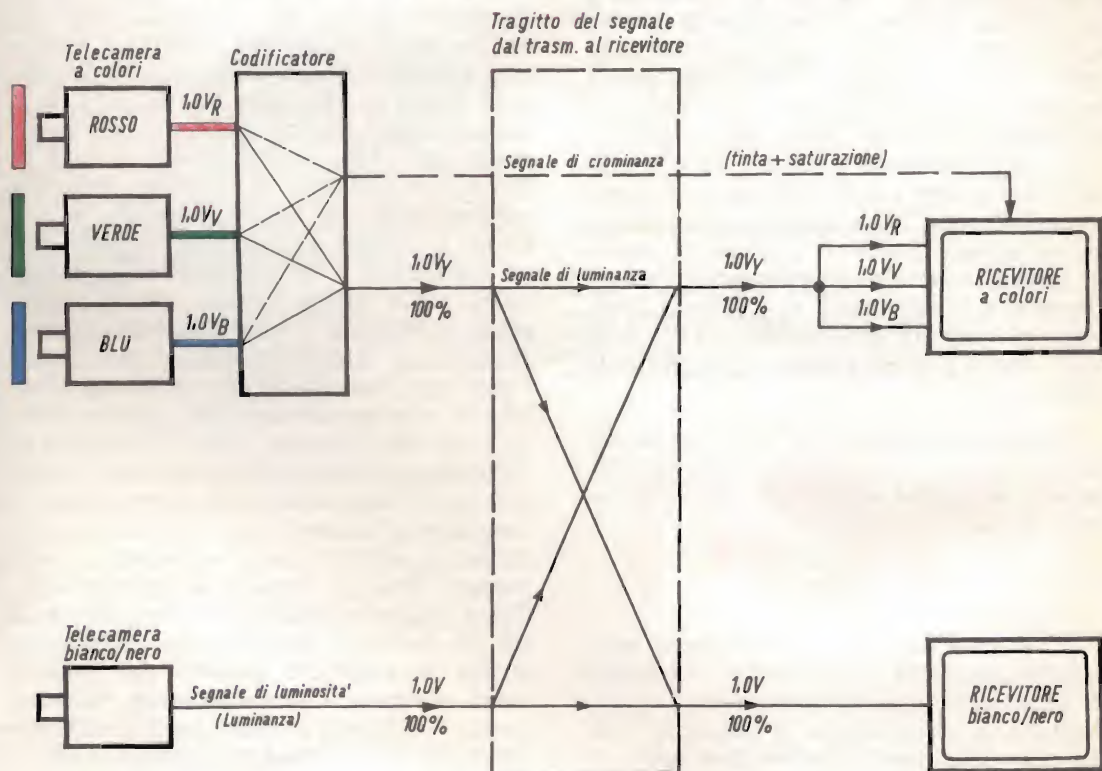 Tragitto del segnale
dal trasm. al ricevitore
Telecamera
a colori
Codificatore
ROSSO
1,0VR
VERDE
1,0VV
BLU
1,0VB
Segnale di crominanza
(tinta + saturazione)
1,0VY
100%
Segnale di luminanza
1,0VY
100%
1,0VR
1,0VV
1,0VB
RICEVITORE
a colori
Telecamera
bianco/nero
Segnale di luminosita'
(Luminanza)
1,0V
100%
1,0V
100%
RICEVITORE
bianco/nero